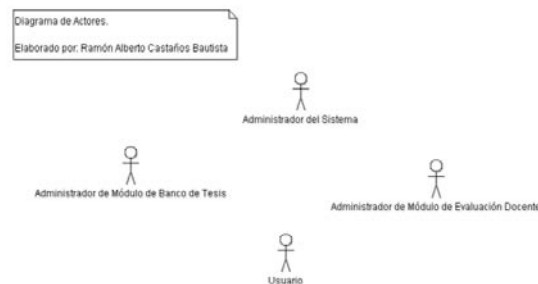 Diagrama de Actores.
Elaborado por: Ramón Alberto Castaños Bautista
Administrador del Sistema
Administrador de Módulo de Banco de Tesis
Administrador de Módulo de Evaluación Docente
Usuario